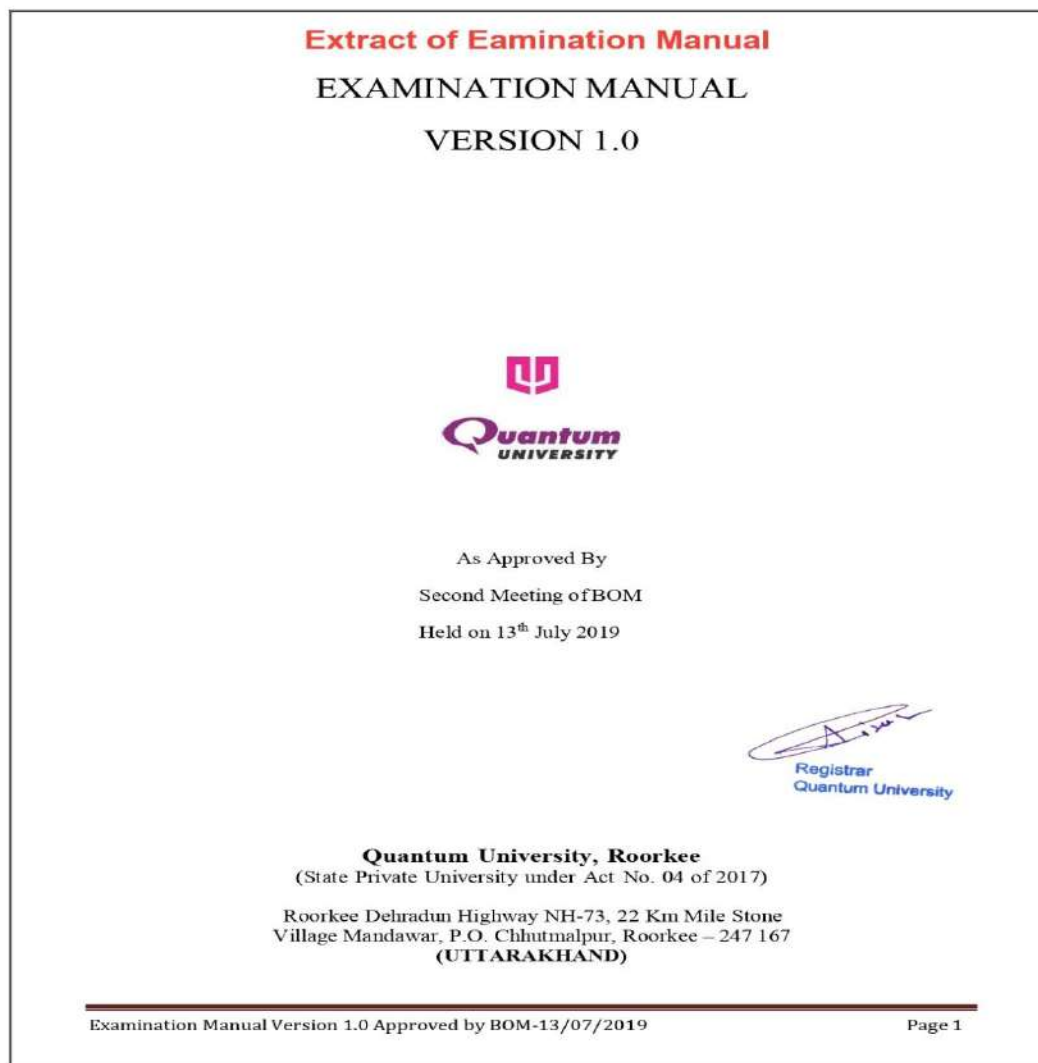 Extract of Eamination Manual
EXAMINATION MANUAL
VERSION 1.0
Quantum
UNIVERSITY
As Approved By
Second Meeting of BOM
Held on 13th July 2019
Registrar
Quantum University
Quantum University, Roorkee
(State Private University under Act No. 04 of 2017)
Roorkee Dehradun Highway NH-73, 22 Km Mile Stone
Village Mandawar, P.O. Chhutmalpur, Roorkee – 247 167
(UTTARAKHAND)
Examination Manual Version 1.0 Approved by BOM-13/07/2019 Page 1